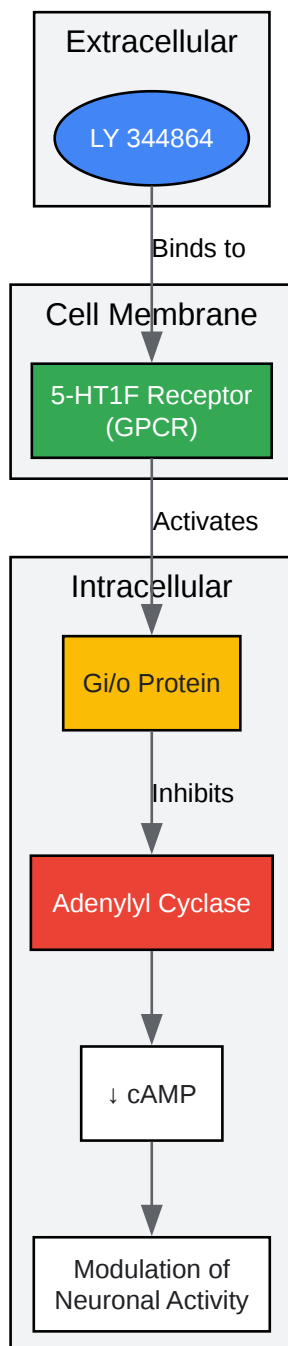 Extracellular
LY 344864
Binds to
Cell Membrane
5-HT1F Receptor
(GPCR)
Activates
Intracellular
Gi/o Protein
Inhibits
Adenylyl Cyclase
↓ cAMP
Modulation of
Neuronal Activity